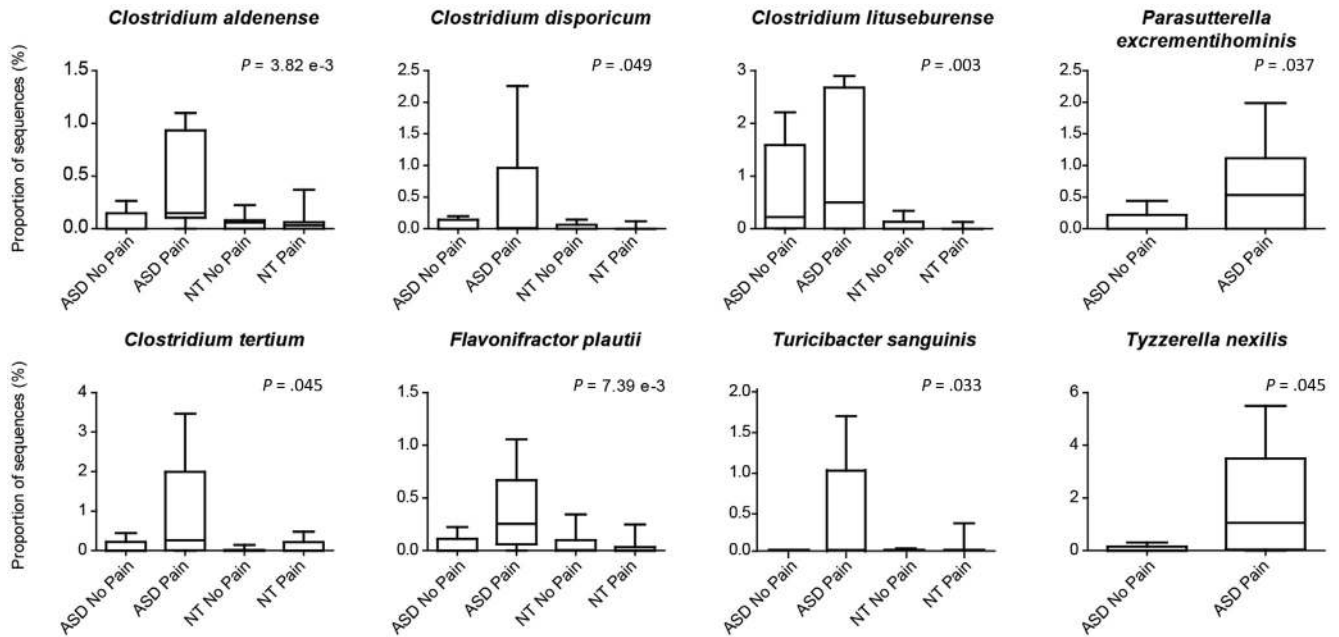 Clostridium aldenense
Clostridium disporicum
Clostridium lituseburense
Parasutterella
excrementihominis
Proportion of sequences (%)
P = 3.82 e-3
1.5
1.0
0.5
0.0
ASD No Pain
ASD Pain
NT No Pain
NT Pain
P = .049
2.5
2.0
1.5
1.0
0.5
0.0
ASD No Pain
ASD Pain
NT No Pain
NT Pain
P = .003
3
2
1
0
ASD No Pain
ASD Pain
NT No Pain
NT Pain
P = .037
2.5
2.0
1.5
1.0
0.5
0.0
ASD No Pain
ASD Pain
Clostridium tertium
Flavonifractor plautii
Turicibacter sanguinis
Tyzzerella nexilis
Proportion of sequences (%)
P = .045
4
3
2
1
0
ASD No Pain
ASD Pain
NT No Pain
NT Pain
P = 7.39 e-3
1.5
1.0
0.5
0.0
ASD No Pain
ASD Pain
NT No Pain
NT Pain
P = .033
2.0
1.5
1.0
0.5
0.0
ASD No Pain
ASD Pain
NT No Pain
NT Pain
P = .045
6
4
2
0
ASD No Pain
ASD Pain